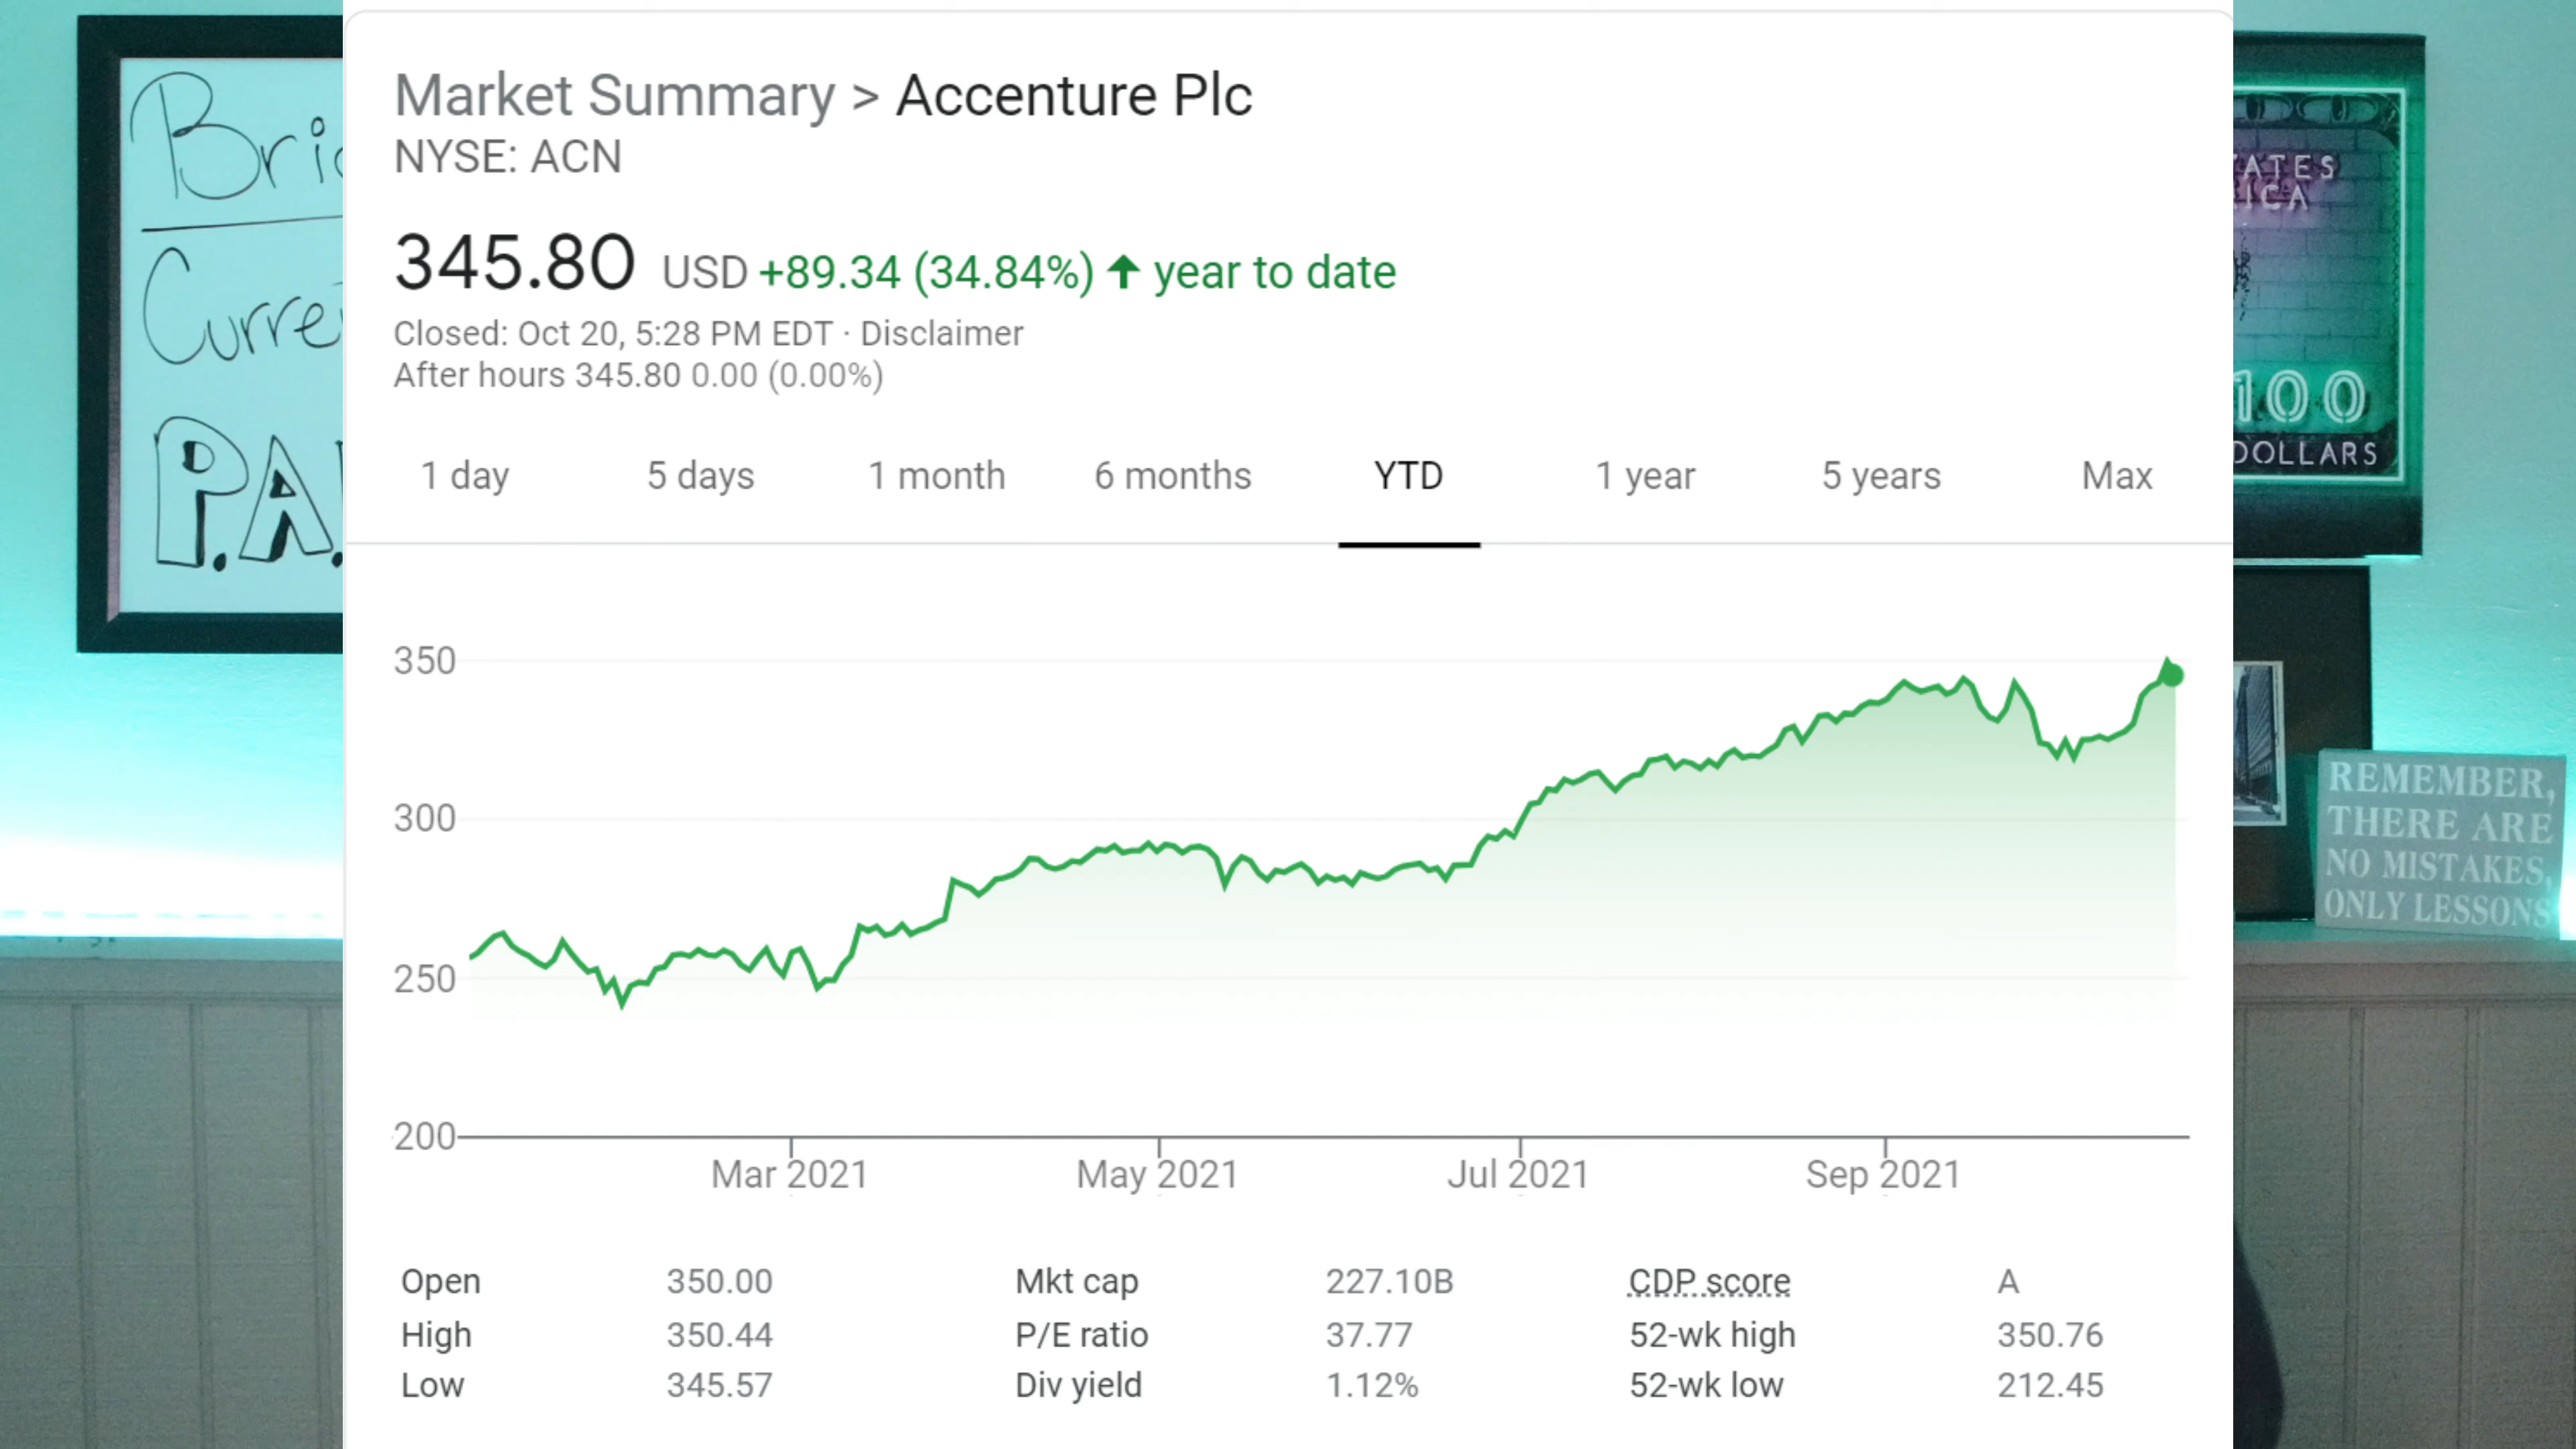 Market Summary > Accenture Plc
NYSE: ACN
345.80 USD +89.34 (34.84%) ↑ year to date
Closed: Oct 20, 5:28 PM EDT · Disclaimer
After hours 345.80 0.00 (0.00%)
1 day 5 days 1 month 6 months YTD 1 year 5 years Max
350
300
250
200
Mar 2021 May 2021 Jul 2021 Sep 2021
Open 350.00 Mkt cap 227.10B CDP score A
High 350.44 P/E ratio 37.77 52-wk high 350.76
Low 345.57 Div yield 1.12% 52-wk low 212.45
100
DOLLARS
REMEMBER,
THERE ARE
NO MISTAKES,
ONLY LESSONS